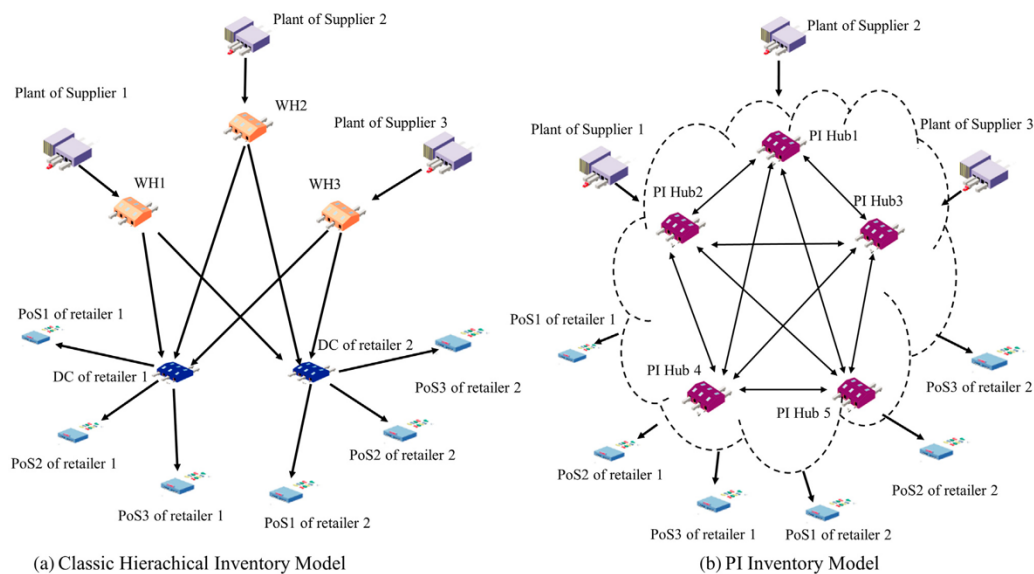 Plant of Supplier 2
Plant of Supplier 1
WH2
Plant of Supplier 3
WH1
WH3
PoS1 of retailer 1
DC of retailer 2
DC of retailer 1
PoS3 of retailer 2
PoS2 of retailer 1
PoS2 of retailer 2
PoS3 of retailer 1
PoS1 of retailer 2
(a) Classic Hierachical Inventory Model
Plant of Supplier 2
PI Hub1
Plant of Supplier 1
Plant of Supplier 3
PI Hub2
PI Hub3
PoS1 of retailer 1
PoS3 of retailer 2
PI Hub 4
PI Hub 5
PoS2 of retailer 1
PoS2 of retailer 2
PoS3 of retailer 1
PoS1 of retailer 2
(b) PI Inventory Model